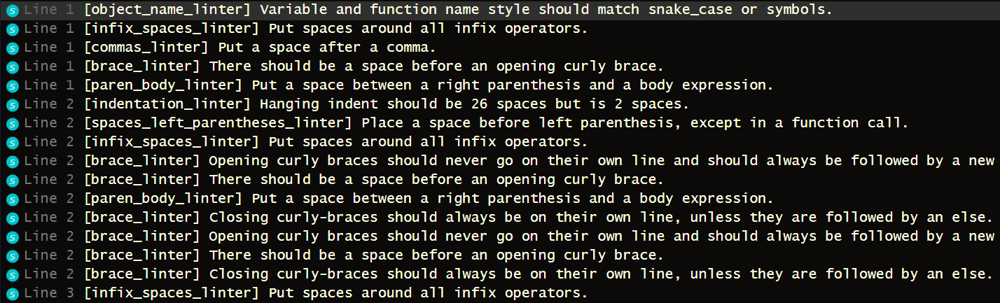 Line 1 [object_name_linter] Variable and function name style should match snake_case or symbols.
Line 1 [infix_spaces_linter] Put spaces around all infix operators.
Line 1 [commas_linter] Put a space after a comma.
Line 1 [brace_linter] There should be a space before an opening curly brace.
Line 1 [paren_body_linter] Put a space between a right parenthesis and a body expression.
Line 2 [indentation_linter] Hanging indent should be 26 spaces but is 2 spaces.
Line 2 [spaces_left_parentheses_linter] Place a space before left parenthesis, except in a function call.
Line 2 [infix_spaces_linter] Put spaces around all infix operators.
Line 2 [brace_linter] Opening curly braces should never go on their own line and should always be followed by a new
Line 2 [brace_linter] There should be a space before an opening curly brace.
Line 2 [paren_body_linter] Put a space between a right parenthesis and a body expression.
Line 2 [brace_linter] Closing curly-braces should always be on their own line, unless they are followed by an else.
Line 2 [brace_linter] Opening curly braces should never go on their own line and should always be followed by a new
Line 2 [brace_linter] There should be a space before an opening curly brace.
Line 2 [brace_linter] Closing curly-braces should always be on their own line, unless they are followed by an else.
Line 3 [infix_spaces_linter] Put spaces around all infix operators.